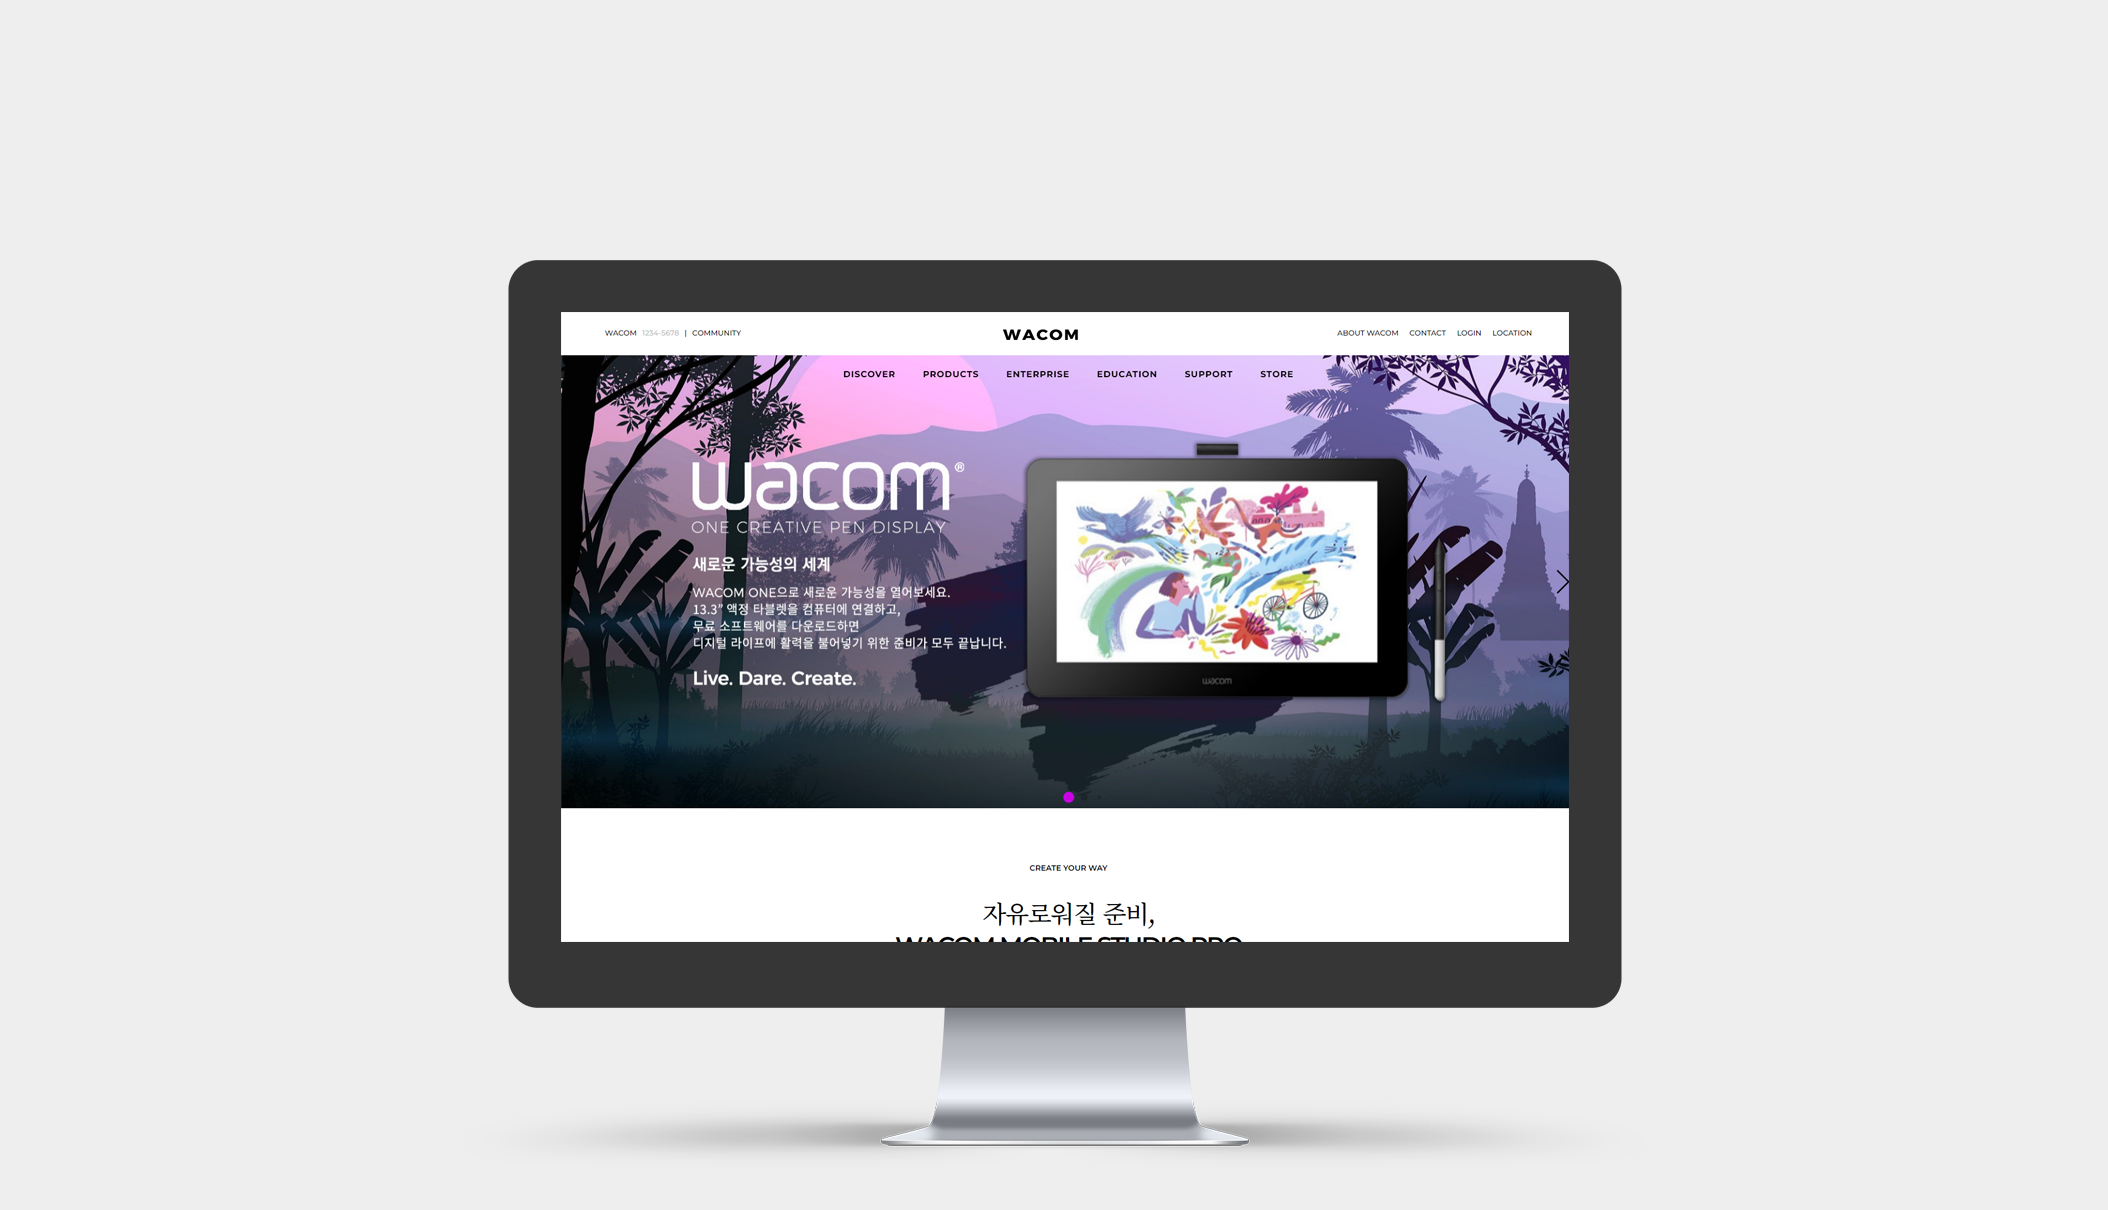 WACOM 1234-5678 | COMMUNITY
WACOM
ABOUT WACOM CONTACT LOGIN LOCATION
DISCOVER PRODUCTS ENTERPRISE EDUCATION SUPPORT STORE
wacom®
ONE CREATIVE PEN DISPLAY
새로운 가능성의 세계
WACOM ONE으로 새로운 가능성을 열어보세요.
13.3” 액정 타블렛을 컴퓨터에 연결하고,
무료 소프트웨어를 다운로드하면
디지털 라이프에 활력을 불어넣기 위한 준비가 모두 끝납니다.
Live. Dare. Create.
wacom
CREATE YOUR WAY
자유로워질 준비,
WACOM MOBILE STUDIO PRO